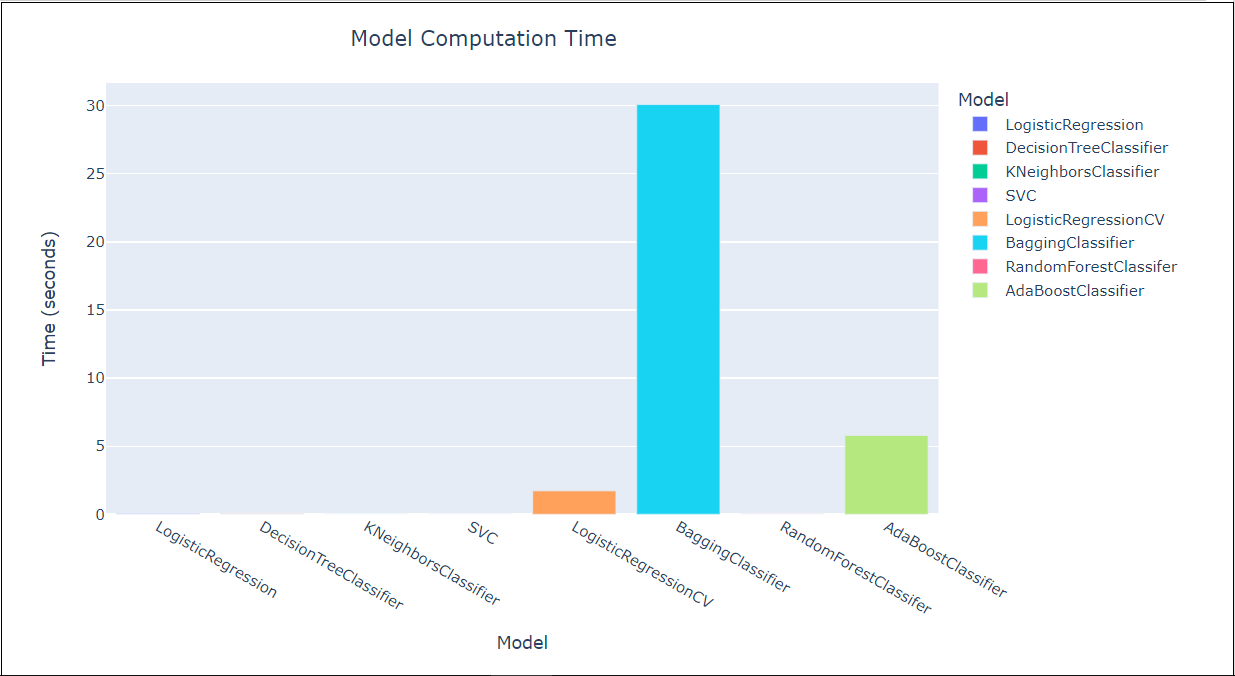 Model Computation Time
Time (seconds)
30
25
20
15
10
5
0
LogisticRegression
DecisionTreeClassifier
KNeighborsClassifier
SVC
LogisticRegressionCV
BaggingClassifier
RandomForestClassifer
AdaBoostClassifier
Model
Model
LogisticRegression
DecisionTreeClassifier
KNeighborsClassifier
SVC
LogisticRegressionCV
BaggingClassifier
RandomForestClassifer
AdaBoostClassifier